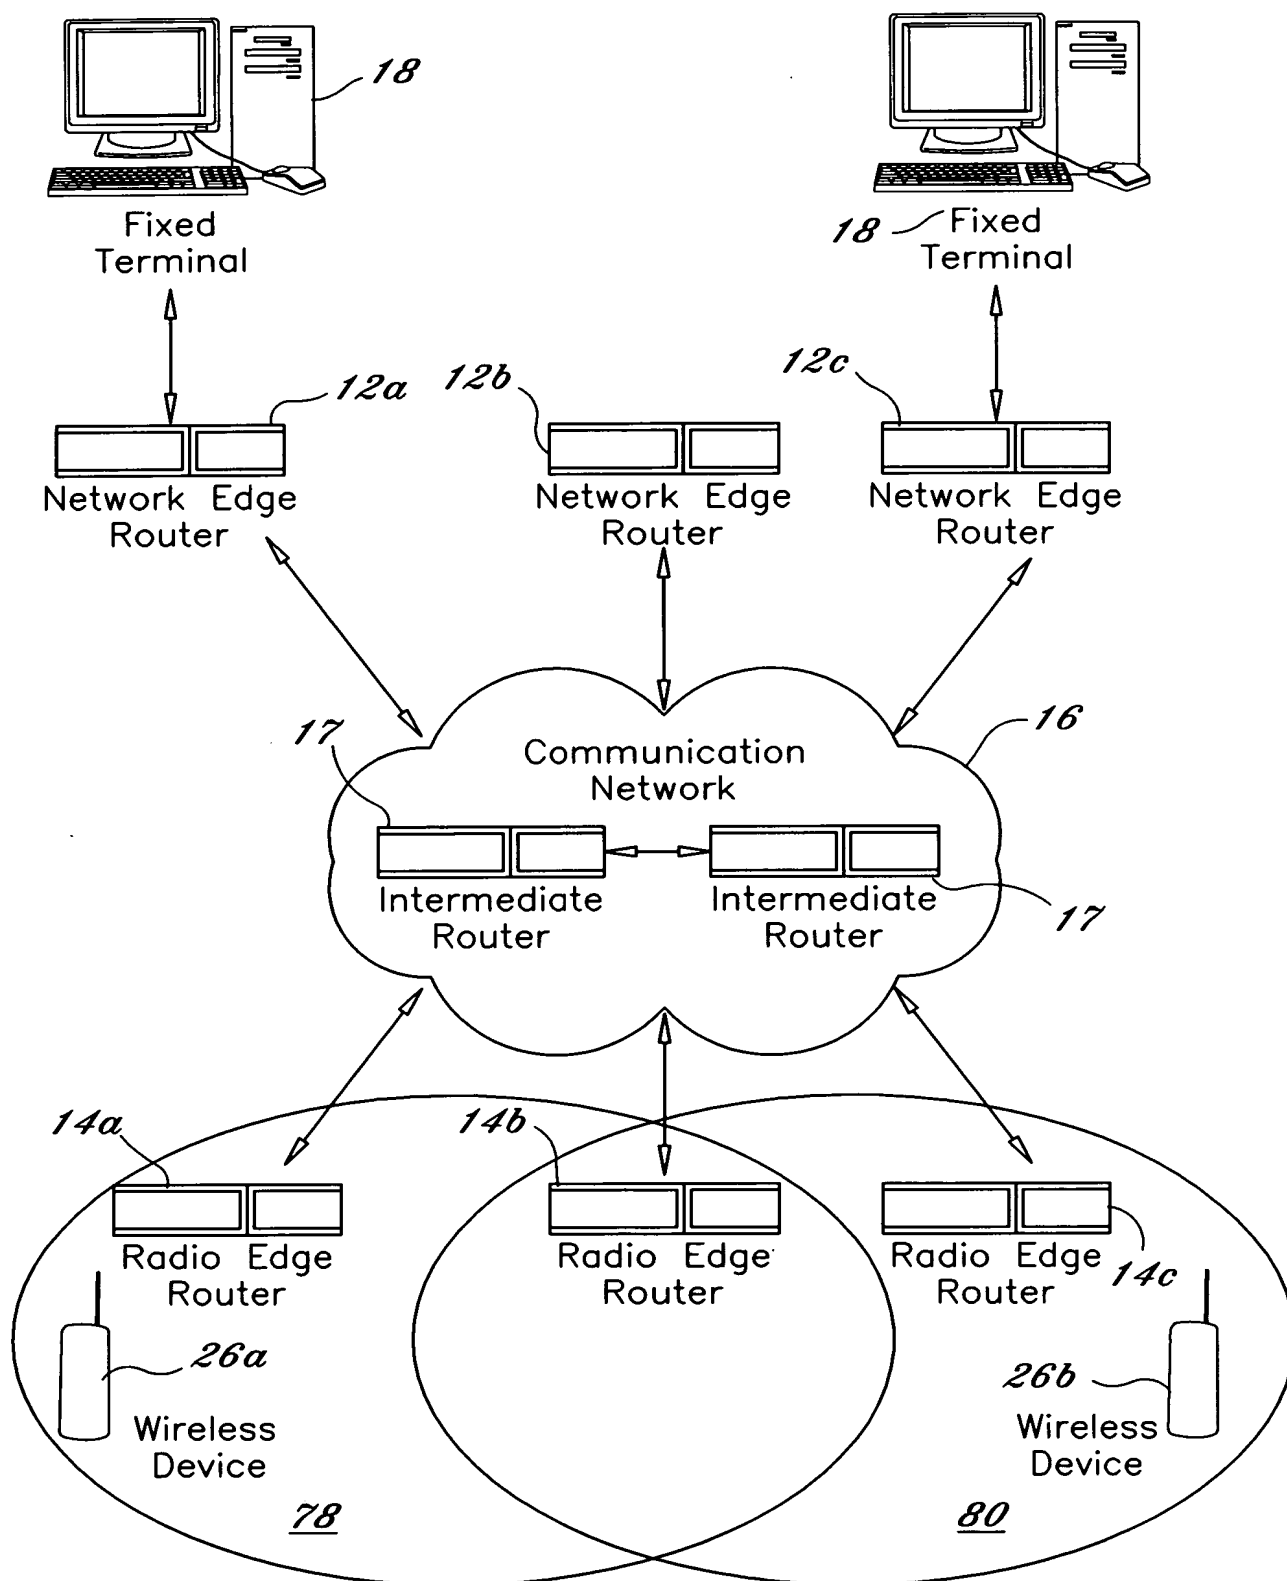 18
Fixed
Terminal
18 Fixed
Terminal
12a
12b
12c
Network Edge
Router
Network Edge
Router
Network Edge
Router
16
17
Communication
Network
Intermediate
Router
Intermediate
Router
17
14a
14b
Radio Edge
Router
Radio Edge
Router
Radio Edge
Router
14c
26a
26b
Wireless
Device
Wireless
Device
78
80